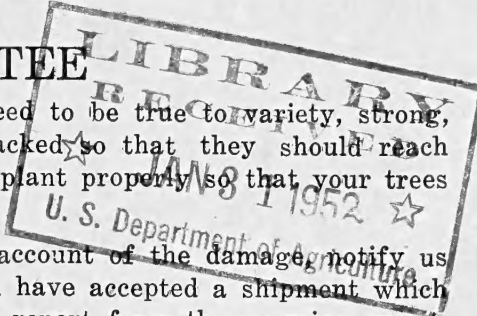 TEE
LIBRARY
RECEIVED
eed to be true to variety, strong,
acked so that they should reach
plant properly so that your trees
☆ JAN 31 1952 ☆
U. S. Department of Agriculture
account of the damage, notify us
have accepted a shipment which